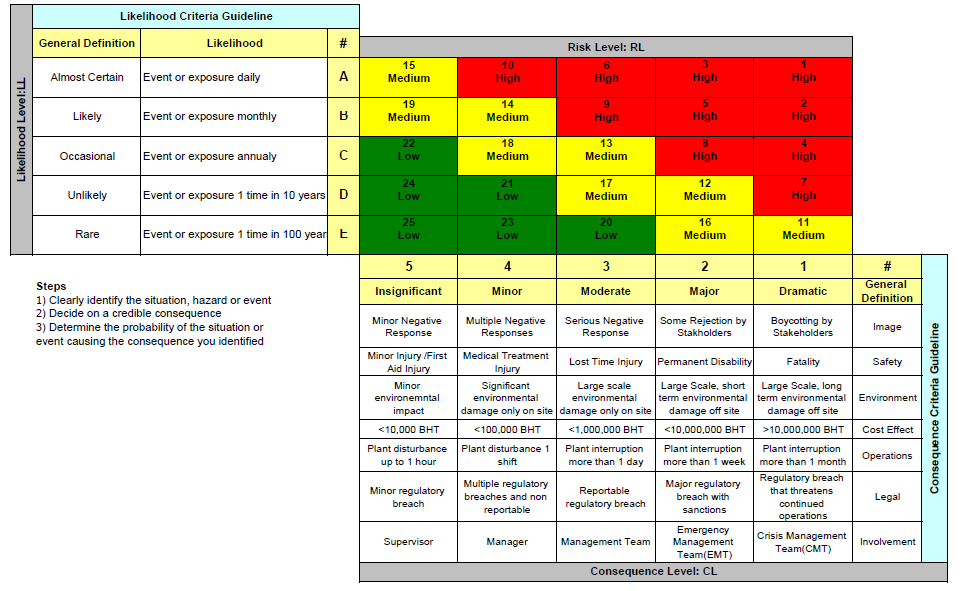 Likelihood Criteria Guideline
General Definition Likelihood #
Risk Level: RL
Likelihood Level:LL
Almost Certain Event or exposure daily A 15 Medium 10 High 6 High 3 High 1 High
Likely Event or exposure monthly B 19 Medium 14 Medium 9 High 5 High 2 High
Occasional Event or exposure annualy C 22 Low 18 Medium 13 Medium 8 High 4 High
Unlikely Event or exposure 1 time in 10 years D 24 Low 21 Low 17 Medium 12 Medium 7 High
Rare Event or exposure 1 time in 100 year E 25 Low 23 Low 20 Low 16 Medium 11 Medium
Steps
1) Clearly identify the situation, hazard or event
2) Decide on a credible consequence
3) Determine the probability of the situation or
event causing the consequence you identified
5 4 3 2 1 #
Insignificant Minor Moderate Major Dramatic General Definition
Minor Negative Response Multiple Negative Responses Serious Negative Response Some Rejection by Stakholders Boycotting by Stakeholders Image
Minor Injury /First Aid Injury Medical Treatment Injury Lost Time Injury Permanent Disability Fatality Safety
Minor environemntal impact Significant environmental damage only on site Large scale environmental damage only on site Large Scale, short term environmental damage off site Large Scale, long term environmental damage off site Environment
<10,000 BHT <100,000 BHT <1,000,000 BHT <10,000,000 BHT >10,000,000 BHT Cost Effect
Plant disturbance up to 1 hour Plant disturbance 1 shift Plant interruption more than 1 day Plant interruption more than 1 week Plant interruption more than 1 month Operations
Minor regulatory breach Multiple regulatory breaches and non reportable Reportable regulatory breach Major regulatory breach with sanctions Regulatory breach that threatens continued operations Legal
Supervisor Manager Management Team Emergency Management Team(EMT) Crisis Management Team(CMT) Involvement
Consequence Criteria Guideline
Consequence Level: CL